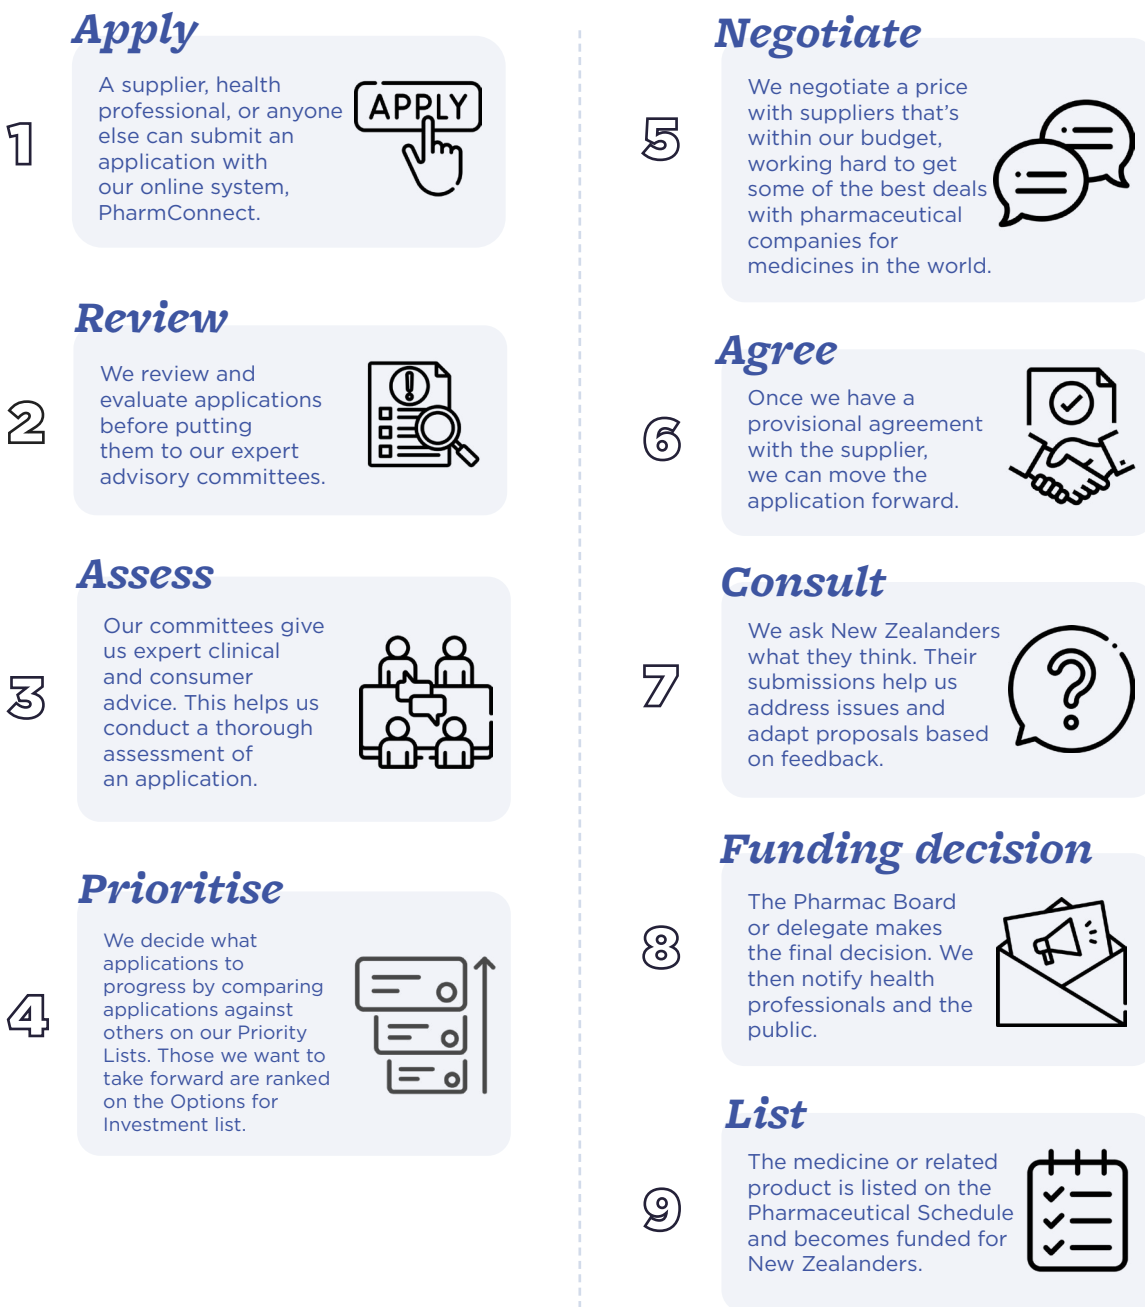 Apply
1
A supplier, health
professional, or anyone
else can submit an
application with
our online system,
PharmConnect.
APPLY
Review
2
We review and
evaluate applications
before putting
them to our expert
advisory committees.
Assess
3
Our committees give
us expert clinical
and consumer
advice. This helps us
conduct a thorough
assessment of
an application.
Prioritise
4
We decide what
applications to
progress by comparing
applications against
others on our Priority
Lists. Those we want to
take forward are ranked
on the Options for
Investment list.
Negotiate
5
We negotiate a price
with suppliers that’s
within our budget,
working hard to get
some of the best deals
with pharmaceutical
companies for
medicines in the world.
Agree
6
Once we have a
provisional agreement
with the supplier,
we can move the
application forward.
Consult
7
We ask New Zealanders
what they think. Their
submissions help us
address issues and
adapt proposals based
on feedback.
?
Funding decision
8
The Pharmac Board
or delegate makes
the final decision. We
then notify health
professionals and the
public.
List
9
The medicine or related
product is listed on the
Pharmaceutical Schedule
and becomes funded for
New Zealanders.